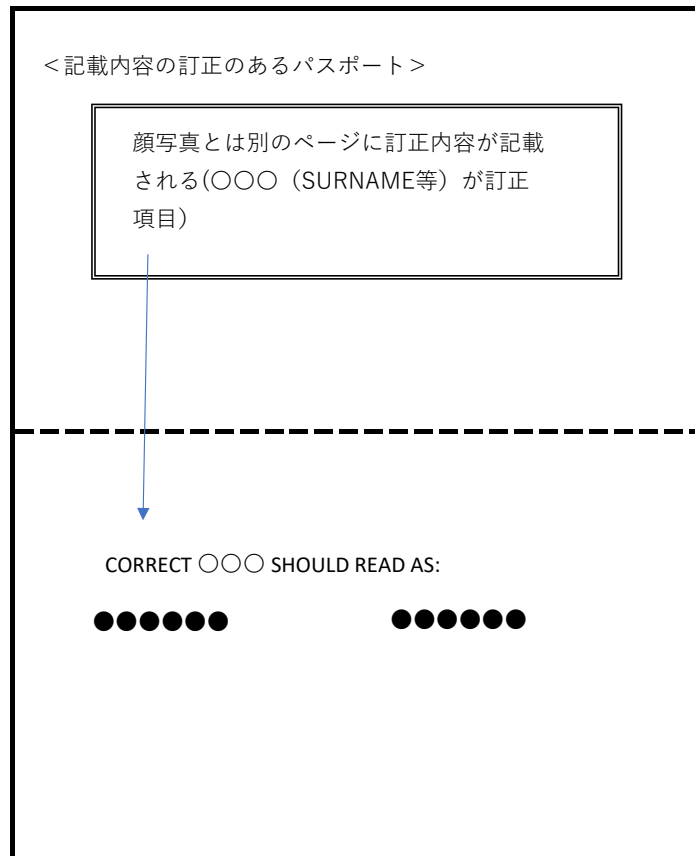 ＜記載内容の訂正のあるパスポート＞
顔写真とは別のページに訂正内容が記載
される(〇〇〇（SURNAME等）が訂正
項目)
CORRECT 〇〇〇 SHOULD READ AS:
●●●●●● ●●●●●●